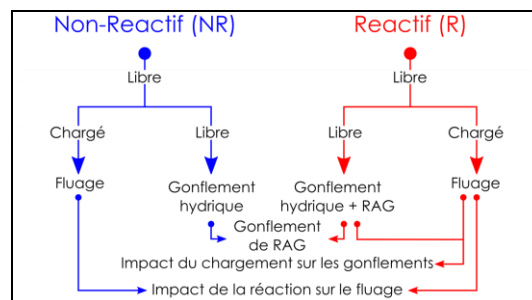 Non-Reactif (NR) Reactif (R)
Libre Libre
Chargé Libre Libre Chargé
Fluage Gonflement hydrique Gonflement hydrique + RAG Fluage
Gonflement
de RAG
Impact du chargement sur les gonflements
Impact de la réaction sur le fluage